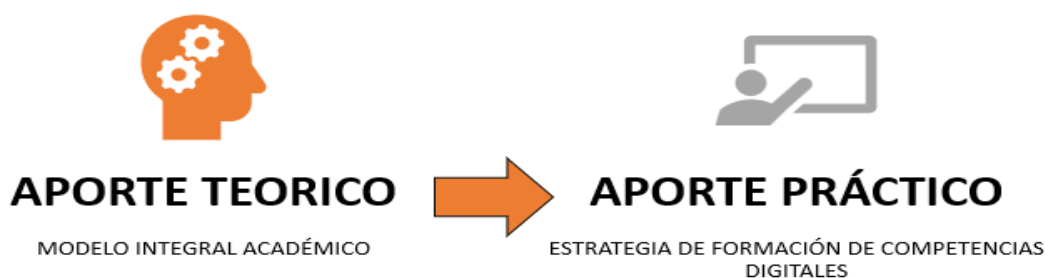 APORTE TEORICO
MODELO INTEGRAL ACADÉMICO
APORTE PRÁCTICO
ESTRATEGIA DE FORMACIÓN DE COMPETENCIAS
DIGITALES